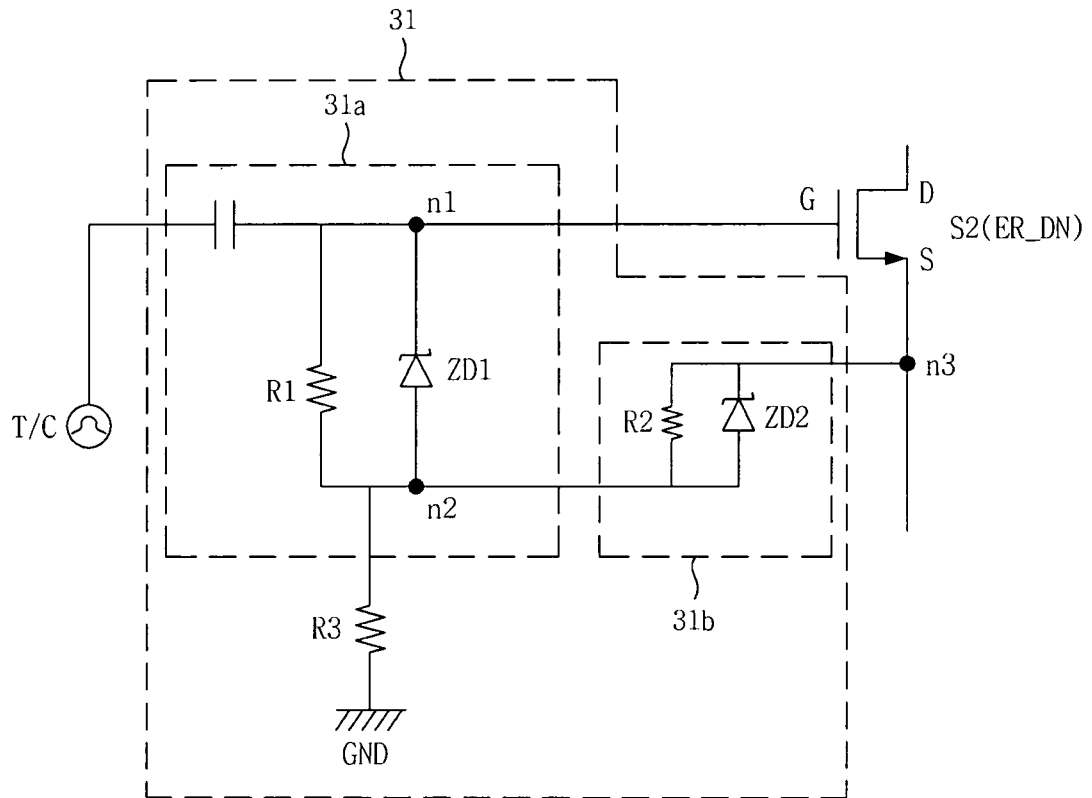 31
31a
n1
G
D
S2(ER_DN)
S
n3
R1
ZD1
R2
ZD2
T/C
n2
31b
R3
GND